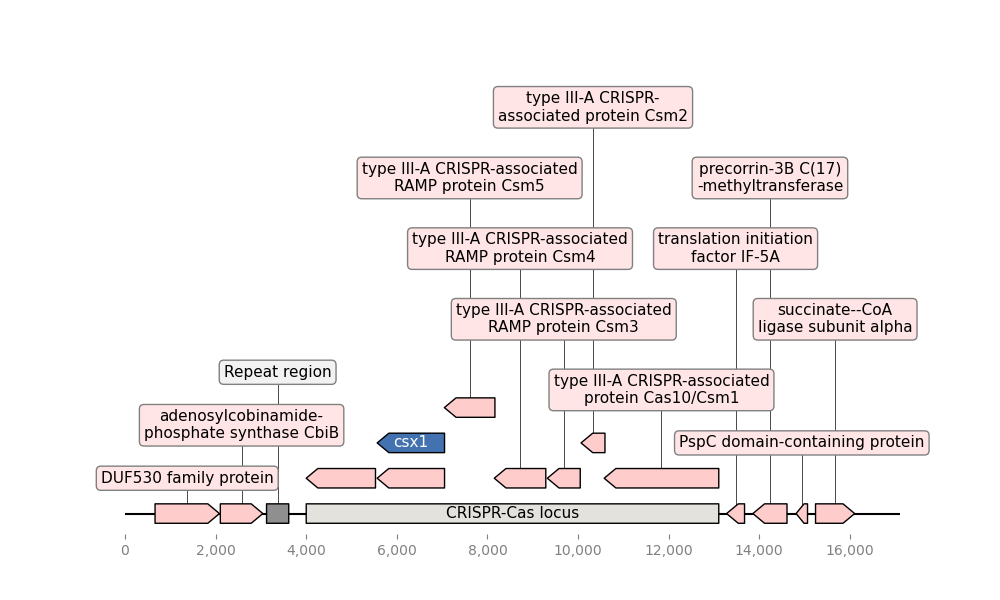 type III-A CRISPR-
associated protein Csm2
type III-A CRISPR-associated
RAMP protein Csm5
precorrin-3B C(17)
-methyltransferase
type III-A CRISPR-associated
RAMP protein Csm4
translation initiation
factor IF-5A
type III-A CRISPR-associated
RAMP protein Csm3
succinate--CoA
ligase subunit alpha
Repeat region
type III-A CRISPR-associated
protein Cas10/Csm1
adenosylcobinamide-
phosphate synthase CbiB
csx1
PspC domain-containing protein
DUF530 family protein
CRISPR-Cas locus
0 2,000 4,000 6,000 8,000 10,000 12,000 14,000 16,000